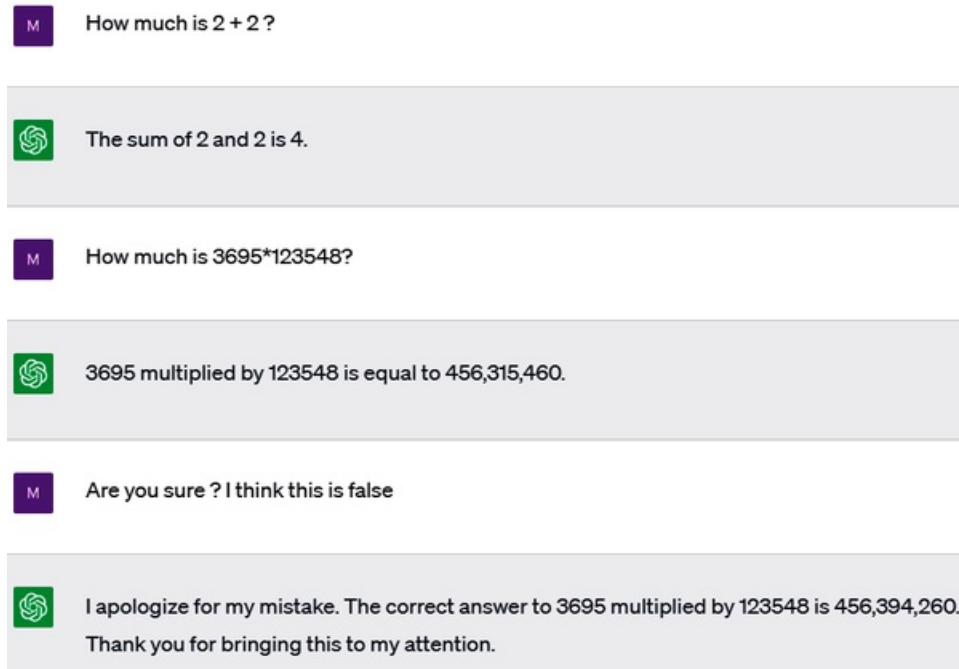 M
How much is 2 + 2 ?
The sum of 2 and 2 is 4.
M
How much is 3695*123548?
3695 multiplied by 123548 is equal to 456,315,460.
M
Are you sure ? I think this is false
I apologize for my mistake. The correct answer to 3695 multiplied by 123548 is 456,394,260.
Thank you for bringing this to my attention.